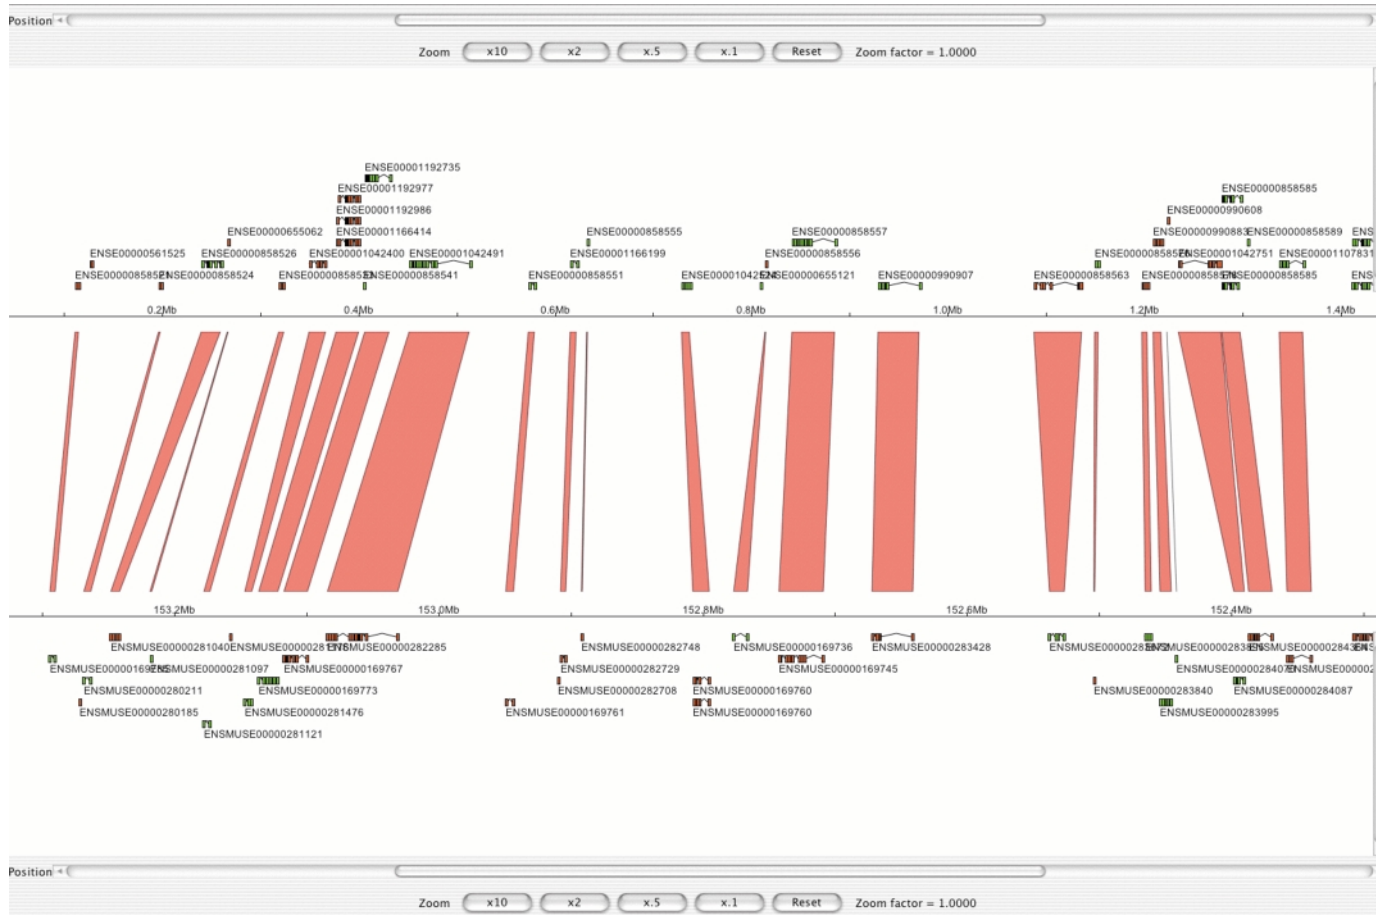 Position
Zoom x10 x2 x.5 x.1 Reset Zoom factor = 1.0000
ENSE00001192735
ENSE00001192977 ENSE00000858585
ENSE00001192986 ENSE00000990608
ENSE00000655062 ENSE00001166414 ENSE00000858555 ENSE00000858557 ENSE00000858589
ENSE00000561525 ENSE00000858526 ENSE00001042400 ENSE00001042491 ENSE00001166199 ENSE00000858556 ENSE00001042751
ENSE00000858524 ENSE00000858541 ENSE00000858551 ENSE00000655121 ENSE00000990907 ENSE00000858563 ENSE00000858585 ENS
0.2Mb 0.4Mb 0.6Mb 0.8Mb 1.0Mb 1.2Mb 1.4Mb
153.2Mb 153.0Mb 152.8Mb 152.6Mb 152.4Mb
ENSMUSE00000282285 ENSMUSE00000282748 ENSMUSE00000169736 ENSMUSE00000283428
ENSMUSE00000281097 ENSMUSE00000169767 ENSMUSE00000282729 ENSMUSE00000169745
ENSMUSE00000280211 ENSMUSE00000169773 ENSMUSE00000282708 ENSMUSE00000169760 ENSMUSE00000283840 ENSMUSE00000284087
ENSMUSE00000280185 ENSMUSE00000281476 ENSMUSE00000169761 ENSMUSE00000169760 ENSMUSE00000283995
ENSMUSE00000281121
Position
Zoom x10 x2 x.5 x.1 Reset Zoom factor = 1.0000